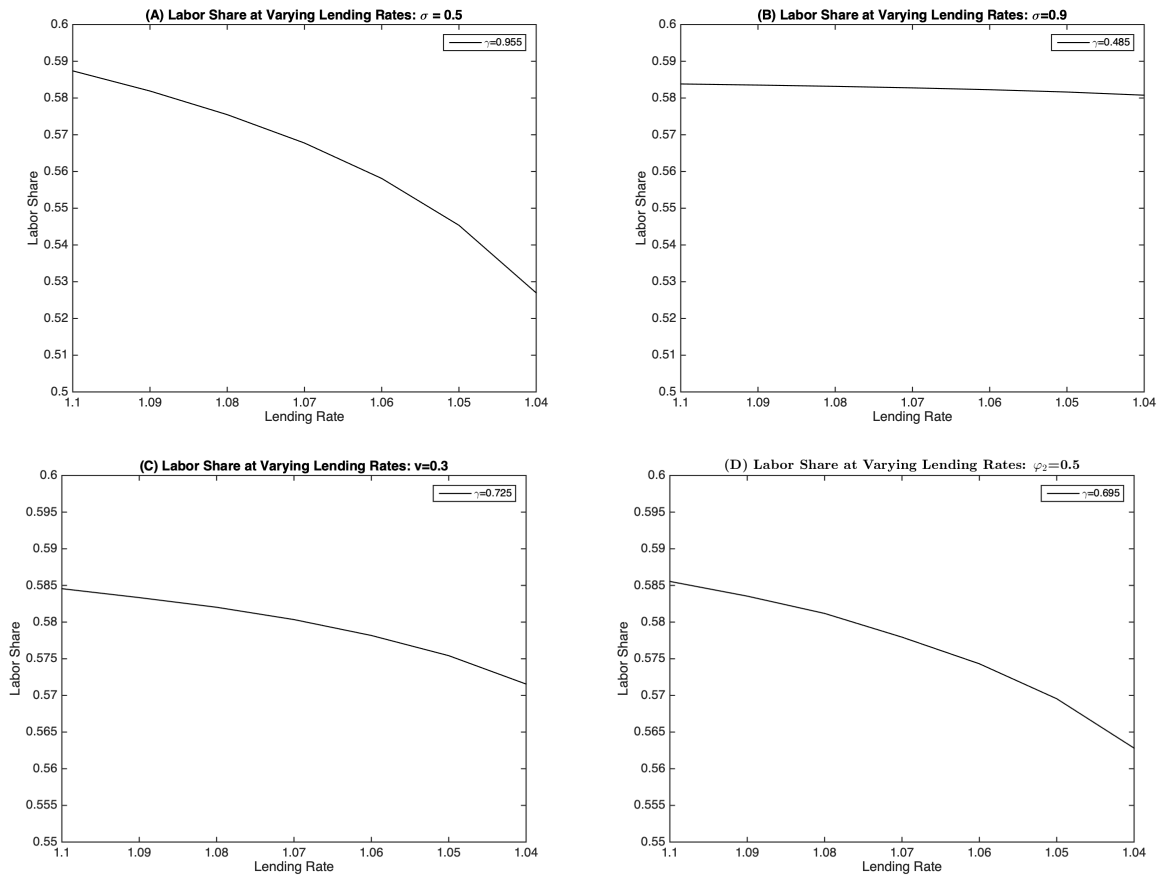 (A) Labor Share at Varying Lending Rates: σ = 0.5
γ=0.955
0.6
0.59
0.58
0.57
0.56
0.55
0.54
0.53
0.52
0.51
0.5
Labor Share
1.1 1.09 1.08 1.07 1.06 1.05 1.04
Lending Rate
(B) Labor Share at Varying Lending Rates: σ=0.9
γ=0.485
0.6
0.59
0.58
0.57
0.56
0.55
0.54
0.53
0.52
0.51
0.5
Labor Share
1.1 1.09 1.08 1.07 1.06 1.05 1.04
Lending Rate
(C) Labor Share at Varying Lending Rates: v=0.3
γ=0.725
0.6
0.595
0.59
0.585
0.58
0.575
0.57
0.565
0.56
0.555
0.55
Labor Share
1.1 1.09 1.08 1.07 1.06 1.05 1.04
Lending Rate
(D) Labor Share at Varying Lending Rates: φ₂=0.5
γ=0.695
0.6
0.595
0.59
0.585
0.58
0.575
0.57
0.565
0.56
0.555
0.55
Labor Share
1.1 1.09 1.08 1.07 1.06 1.05 1.04
Lending Rate